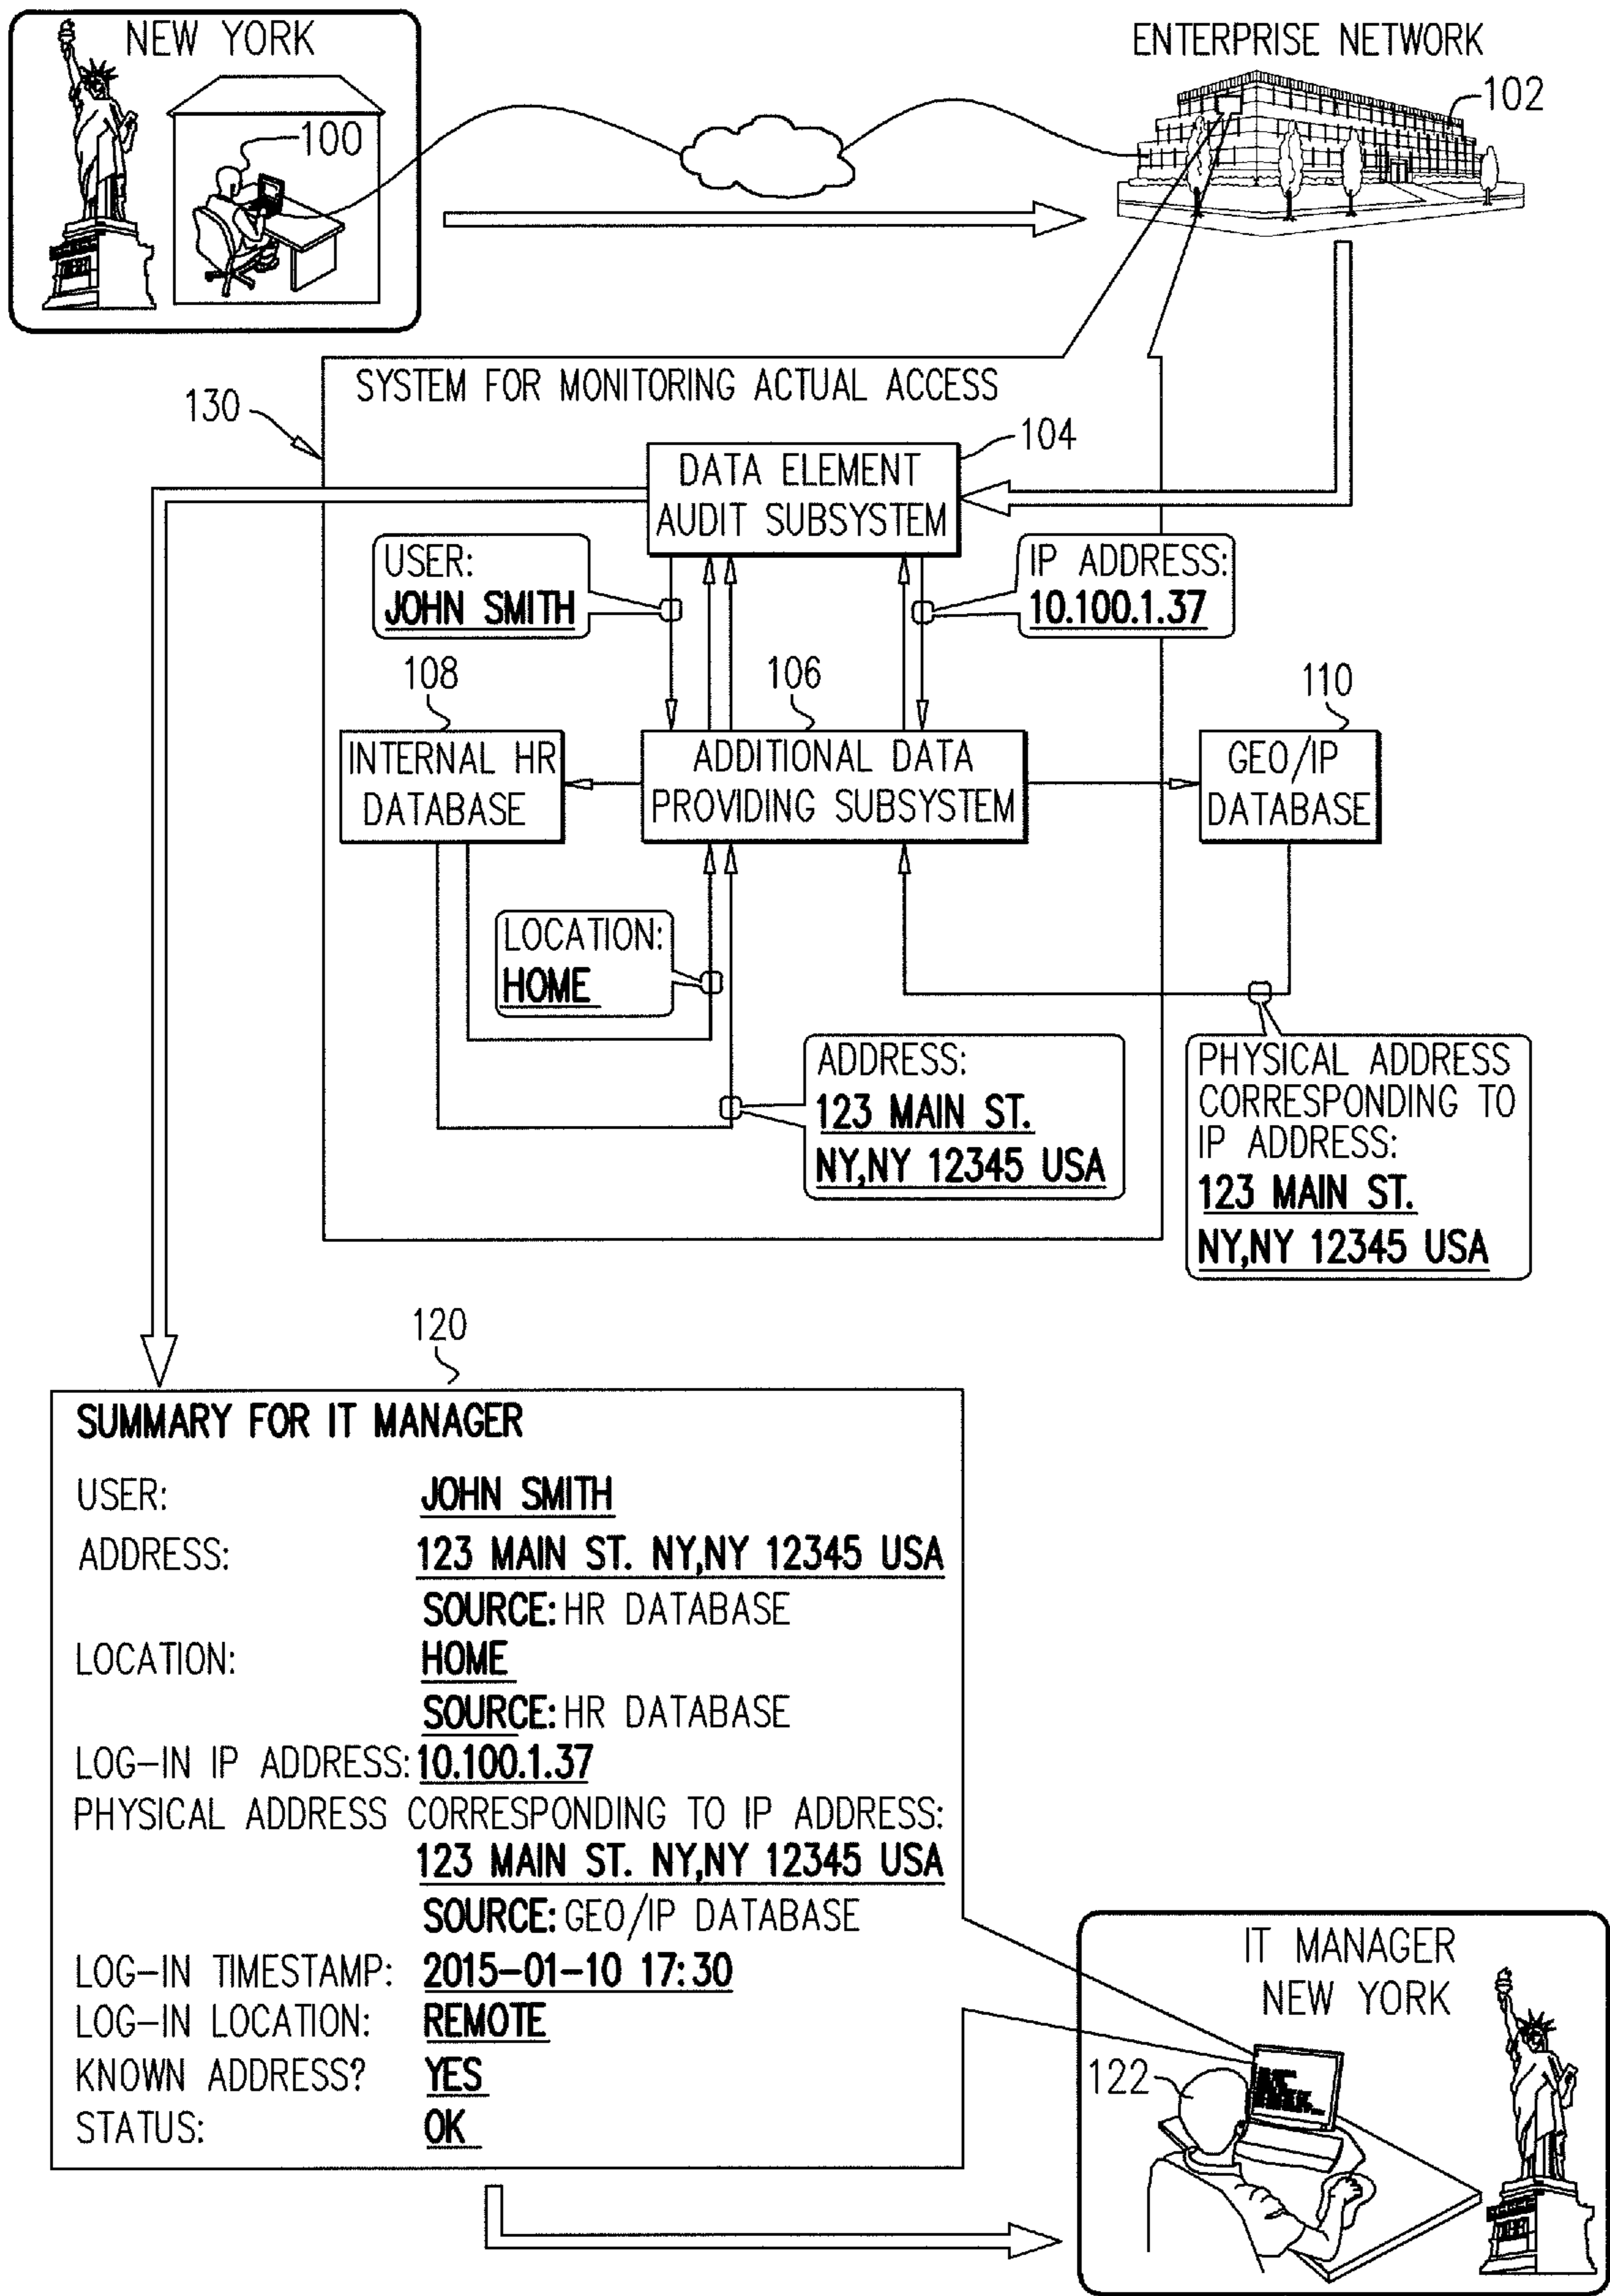 NEW YORK
100
ENTERPRISE NETWORK
102
SYSTEM FOR MONITORING ACTUAL ACCESS
130
104
DATA ELEMENT
AUDIT SUBSYSTEM
USER:
JOHN SMITH
IP ADDRESS:
10.100.1.37
108
106
110
INTERNAL HR
DATABASE
ADDITIONAL DATA
PROVIDING SUBSYSTEM
GEO/IP
DATABASE
LOCATION:
HOME
ADDRESS:
123 MAIN ST.
NY,NY 12345 USA
PHYSICAL ADDRESS
CORRESPONDING TO
IP ADDRESS:
123 MAIN ST.
NY,NY 12345 USA
120
SUMMARY FOR IT MANAGER
USER: JOHN SMITH
ADDRESS: 123 MAIN ST. NY,NY 12345 USA
SOURCE: HR DATABASE
LOCATION: HOME
SOURCE: HR DATABASE
LOG-IN IP ADDRESS: 10.100.1.37
PHYSICAL ADDRESS CORRESPONDING TO IP ADDRESS:
123 MAIN ST. NY,NY 12345 USA
SOURCE: GEO/IP DATABASE
LOG-IN TIMESTAMP: 2015-01-10 17:30
LOG-IN LOCATION: REMOTE
KNOWN ADDRESS? YES
STATUS: OK
IT MANAGER
NEW YORK
122